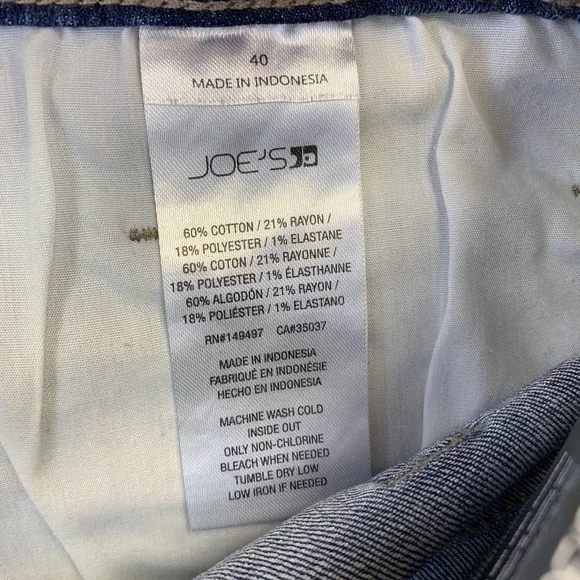 40
MADE IN INDONESIA
JOE'S
60% COTTON / 21% RAYON /
18% POLYESTER / 1% ELASTANE
60% COTON / 21% RAYONNE /
18% POLYESTER / 1% ÉLASTHANNE
60% ALGODÓN / 21% RAYON /
18% POLIÉSTER / 1% ELASTANO
RN#149497 CA#35037
MADE IN INDONESIA
FABRIQUÉ EN INDONÉSIE
HECHO EN INDONESIA
MACHINE WASH COLD
INSIDE OUT
ONLY NON-CHLORINE
BLEACH WHEN NEEDED
TUMBLE DRY LOW
LOW IRON IF NEEDED